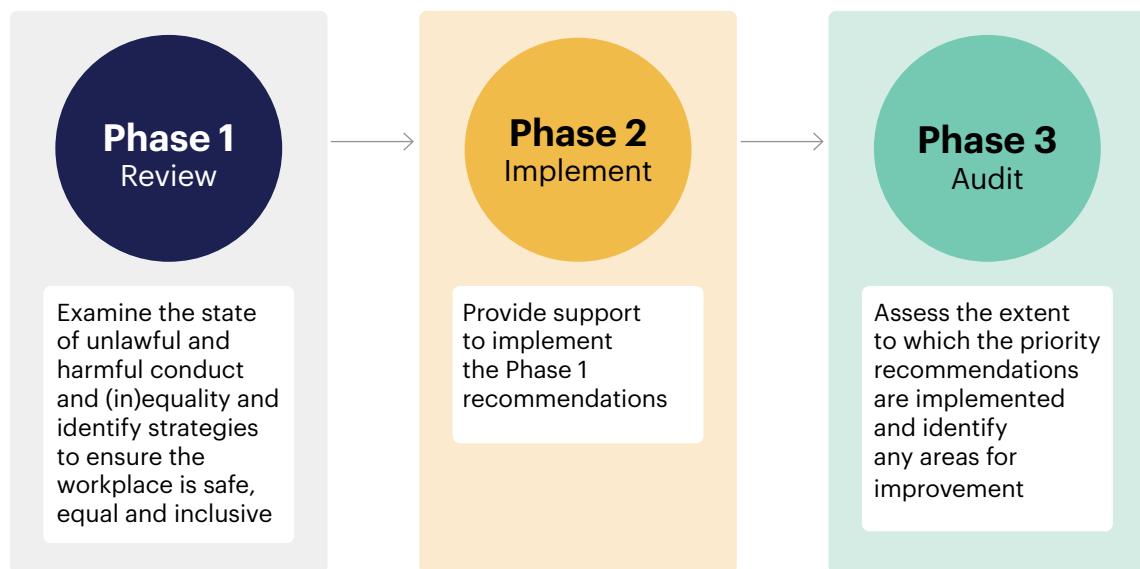 Phase 1
Review
Examine the state
of unlawful and
harmful conduct
and (in)equality and
identify strategies
to ensure the
workplace is safe,
equal and inclusive
Phase 2
Implement
Provide support
to implement
the Phase 1
recommendations
Phase 3
Audit
Assess the extent
to which the priority
recommendations
are implemented
and identify
any areas for
improvement